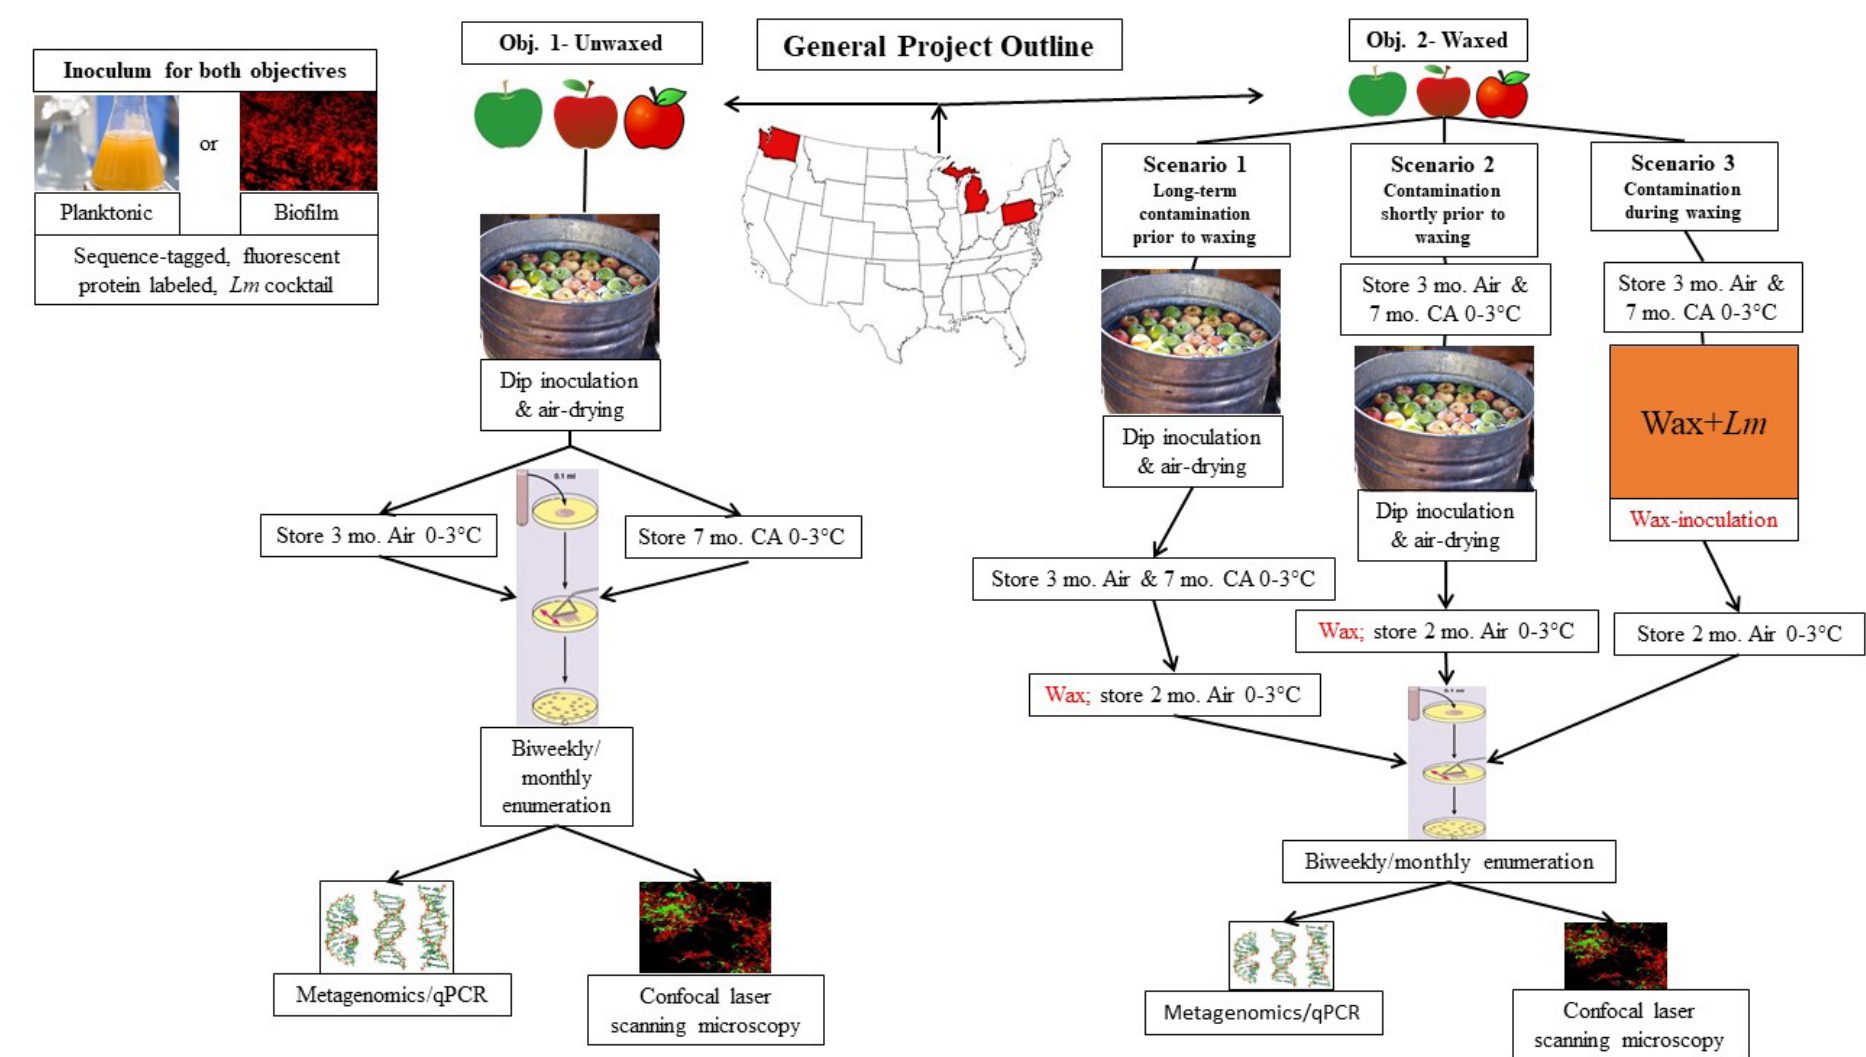 General Project Outline
Inoculum for both objectives
or
Planktonic
Biofilm
Sequence-tagged, fluorescent
protein labeled, Lm cocktail
Obj. 1- Unwaxed
Dip inoculation
& air-drying
0.1 ml
Store 3 mo. Air 0-3°C
Store 7 mo. CA 0-3°C
Biweekly/
monthly
enumeration
Metagenomics/qPCR
Confocal laser
scanning microscopy
Obj. 2- Waxed
Scenario 1
Long-term
contamination
prior to waxing
Dip inoculation
& air-drying
Store 3 mo. Air & 7 mo. CA 0-3°C
Wax; store 2 mo. Air 0-3°C
Scenario 2
Contamination
shortly prior to
waxing
Store 3 mo. Air &
7 mo. CA 0-3°C
Dip inoculation
& air-drying
Wax; store 2 mo. Air 0-3°C
Scenario 3
Contamination
during waxing
Store 3 mo. Air &
7 mo. CA 0-3°C
Wax+Lm
Wax-inoculation
Store 2 mo. Air 0-3°C
0.1 ml
Biweekly/monthly enumeration
Metagenomics/qPCR
Confocal laser
scanning microscopy